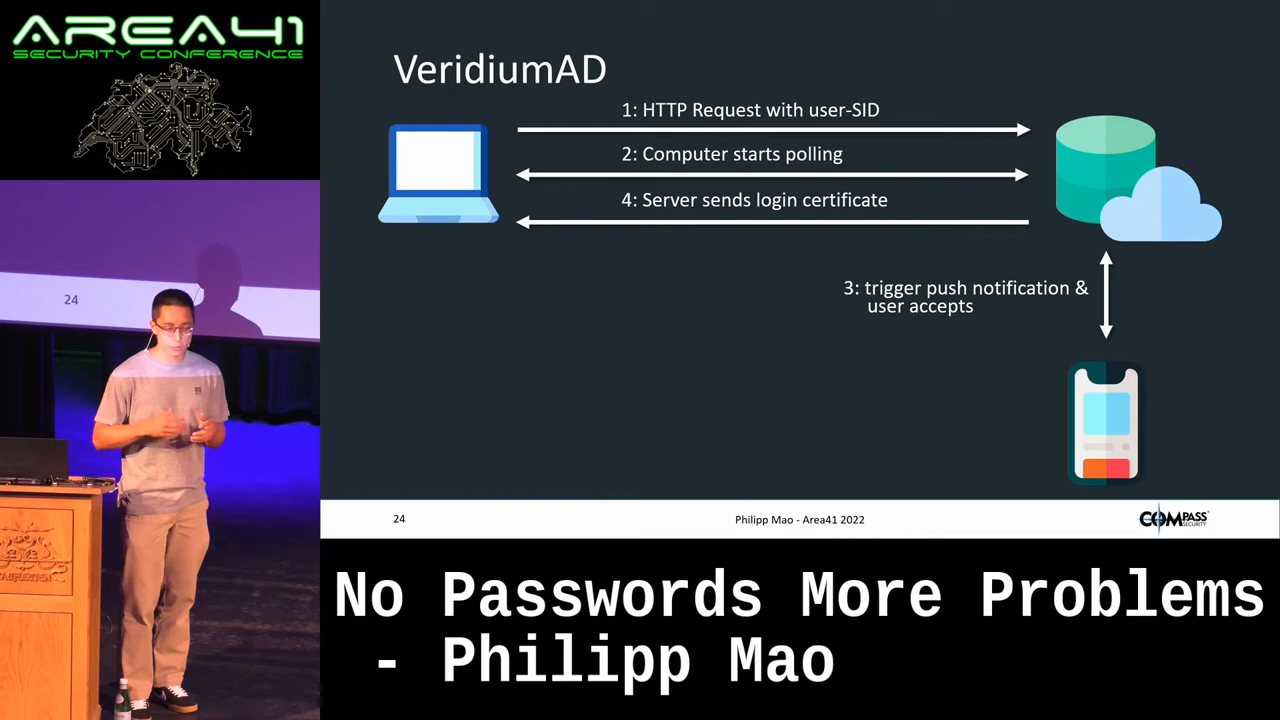 AREA41
SECURITY CONFERENCE
VeridiumAD
1: HTTP Request with user-SID
2: Computer starts polling
4: Server sends login certificate
3: trigger push notification &
user accepts
24
24
Philipp Mao - Area41 2022
COMPASS
SECURITY
No Passwords More Problems
- Philipp Mao